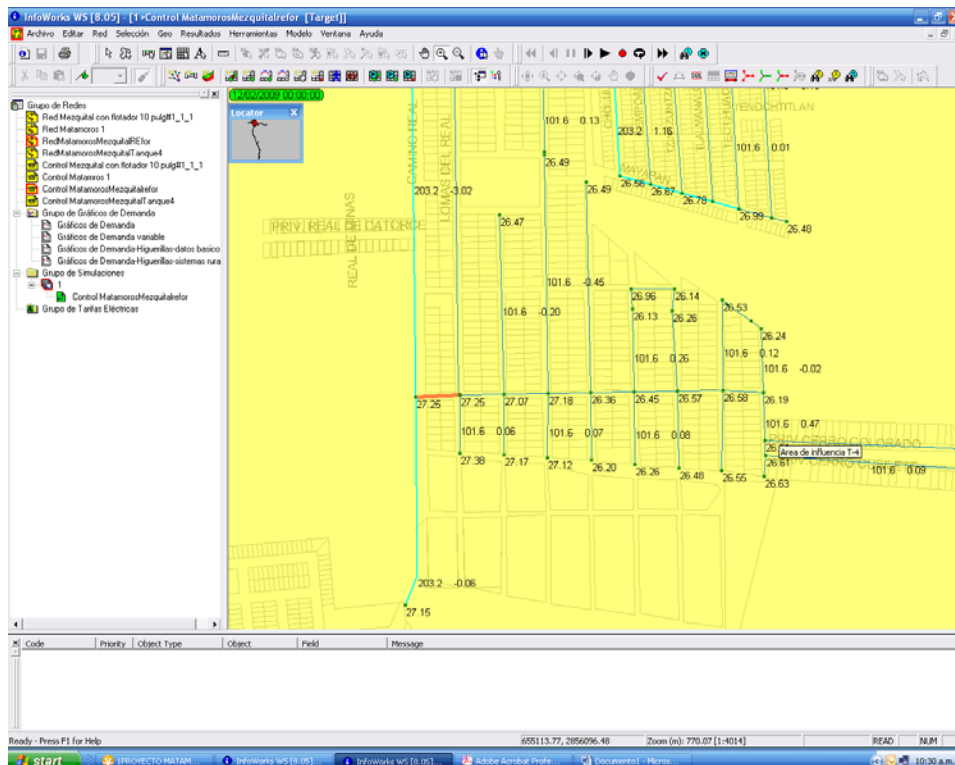 InfoWorks WS [8.05] - [1 *Control MatamorosMezquitalrefor [Target]]
Archivo Editar Red Selección Geo Resultados Herramientas Modelo Ventana Ayuda
12/02/2009 00:00:00
Locator X
Grupo de Redes
Red Mezquital con flotador 10 pulg#1_1_1
Red Matamoros 1
RedMatamorosMezquitalREfor
RedMatamorosMezquitalTanque4
Control Mezquital con flotador 10 pulg#1_1_1
Control Matamros 1
Control MatamorosMezquitalrefor
Control MatamorosMezquitalTanque4
Grupo de Gráficos de Demanda
Gráficos de Demanda
Gráficos de Demanda variable
Gráficos de Demanda-Higuerillas-datos basico
Gráficos de Demanda-Higuerillas-sistemas rura
Grupo de Simulaciones
1
Control MatamorosMezquitalrefor
Grupo de Tarifas Eléctricas
CAMINO REAL
LOMAS DEL REAL
REAL DE MINAS
PRIV. REAL DE CATORCE
MAYAPAN
TENOCHTITLAN
101.6 0.13
203.2 1.16
101.6 0.01
26.49
203.2 -3.02
26.49
26.56
26.87
26.78
26.99
26.48
26.47
101.6 -0.45
101.6 -0.20
26.96
26.14
26.13
26.26
26.53
26.24
101.6 0.26
101.6 0.12
101.6 -0.02
27.25
27.25
27.07
27.18
26.36
26.45
26.57
26.58
26.19
101.6 0.06
101.6 0.07
101.6 0.08
101.6 0.47
PRIV CERRO COLORADO
Area de influencia T-4
26.61
101.6 0.09
27.38
27.17
27.12
26.20
26.26
26.48
26.55
26.63
203.2 -0.06
27.15
Code Priority Object Type Object Field Message
Ready - Press F1 for Help 655113.77, 2856096.48 Zoom (m): 770.07 [1:4014] READ NUM
start 1PROYECTO MATAM... InfoWorks WS [8.05]... InfoWorks WS [8.05]... Adobe Acrobat Profe... Documento1 - Micros... 10:30 a.m.